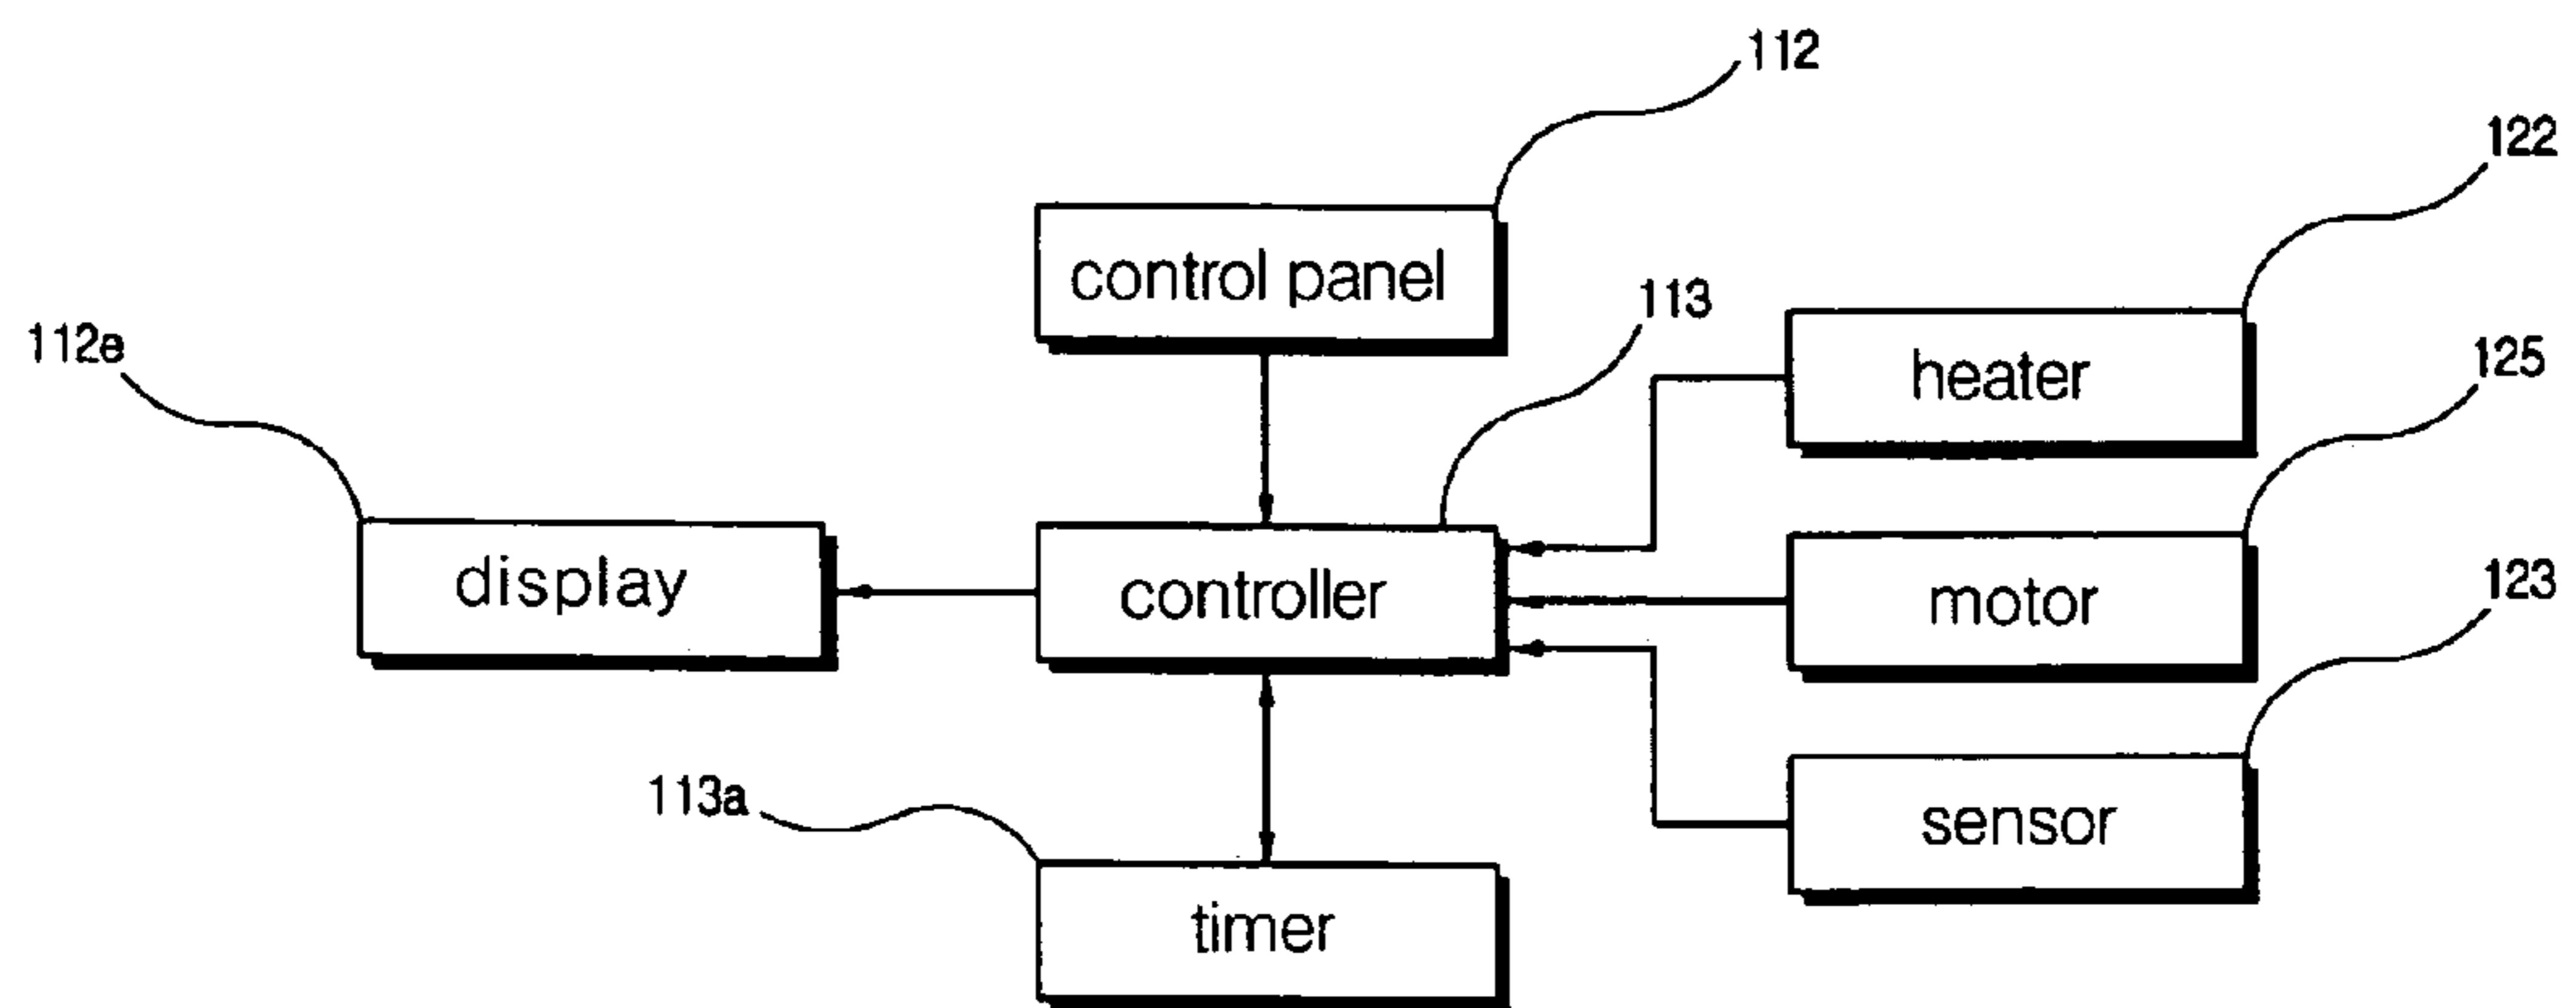 112
122
control panel
113
112e
heater
125
display
controller
motor
123
113a
sensor
timer